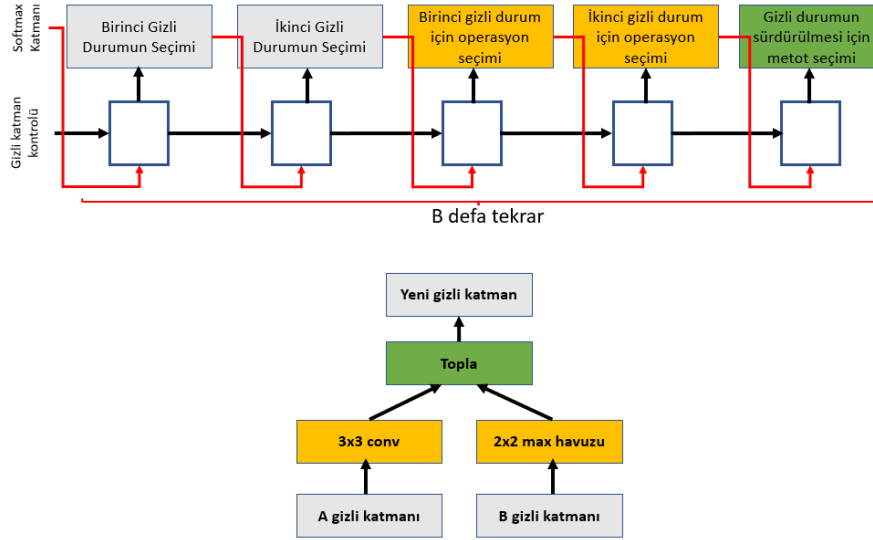 Softmax
Katmanı
Birinci Gizli
Durumun Seçimi
İkinci Gizli
Durumun Seçimi
Birinci gizli durum
için operasyon
seçimi
İkinci gizli durum
için operasyon
seçimi
Gizli durumun
sürdürülmesi için
metot seçimi
Gizli katman
kontrolü
B defa tekrar
Yeni gizli katman
Topla
3x3 conv
2x2 max havuzu
A gizli katmanı
B gizli katmanı